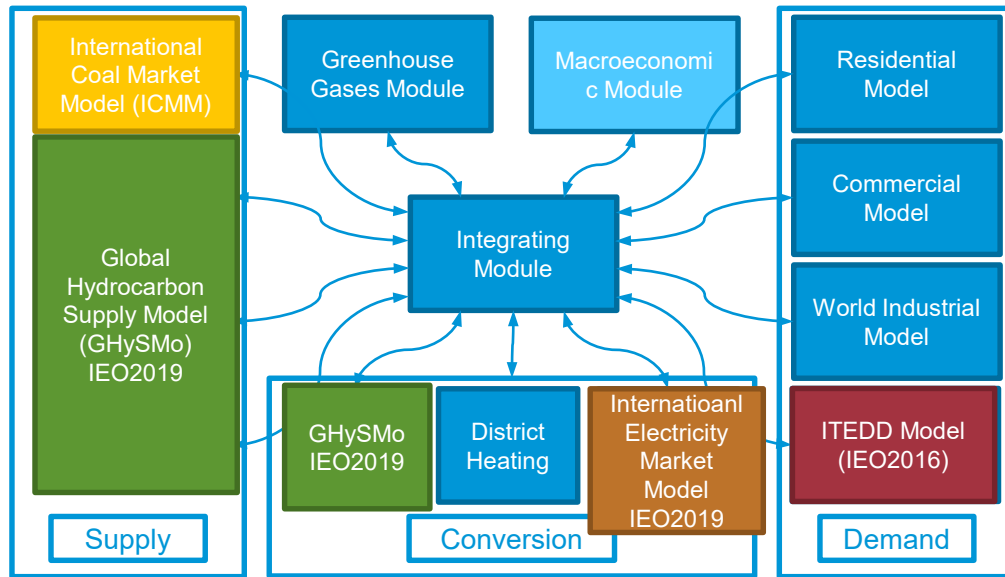 International
Coal Market
Model (ICMM)
Global
Hydrocarbon
Supply Model
(GHySMo)
IEO2019
Supply
Greenhouse
Gases Module
Macroeconomi
c Module
Integrating
Module
GHySMo
IEO2019
District
Heating
Internatioanl
Electricity
Market
Model
IEO2019
Conversion
Residential
Model
Commercial
Model
World Industrial
Model
ITEDD Model
(IEO2016)
Demand